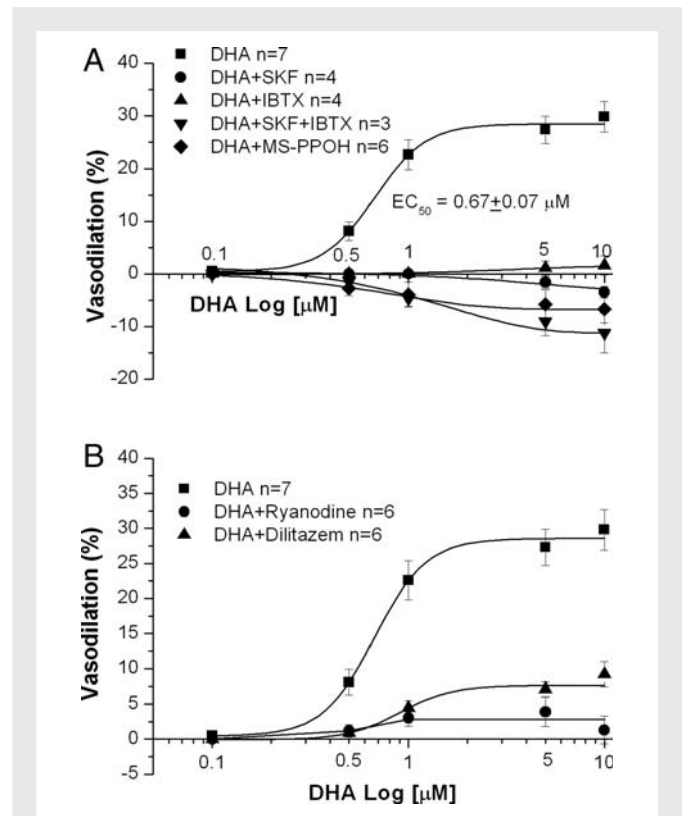 A
40
30
20
10
0
-10
-20
Vasodilation (%)
DHA n=7
DHA+SKF n=4
DHA+IBTX n=4
DHA+SKF+IBTX n=3
DHA+MS-PPOH n=6
EC50 = 0.67±0.07 μM
0.1 0.5 1 5 10
DHA Log [μM]
B
40
35
30
25
20
15
10
5
0
-5
Vasodilation (%)
DHA n=7
DHA+Ryanodine n=6
DHA+Dilitazem n=6
0.1 0.5 1 5 10
DHA Log [μM]